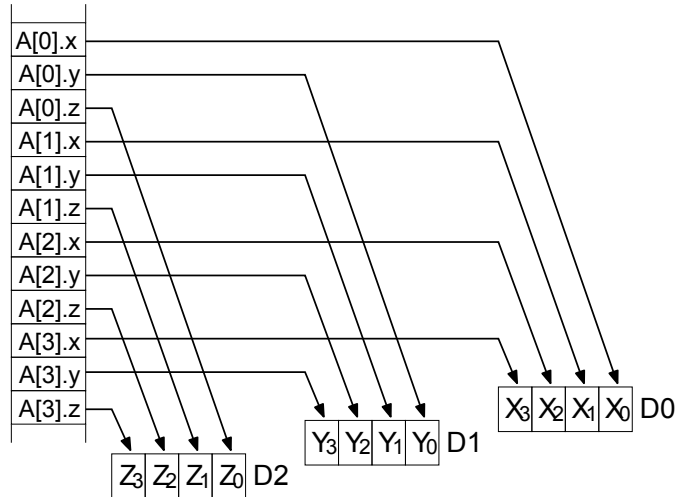 A[0].x
A[0].y
A[0].z
A[1].x
A[1].y
A[1].z
A[2].x
A[2].y
A[2].z
A[3].x
A[3].y
A[3].z
X₃ X₂ X₁ X₀ D0
Y₃ Y₂ Y₁ Y₀ D1
Z₃ Z₂ Z₁ Z₀ D2